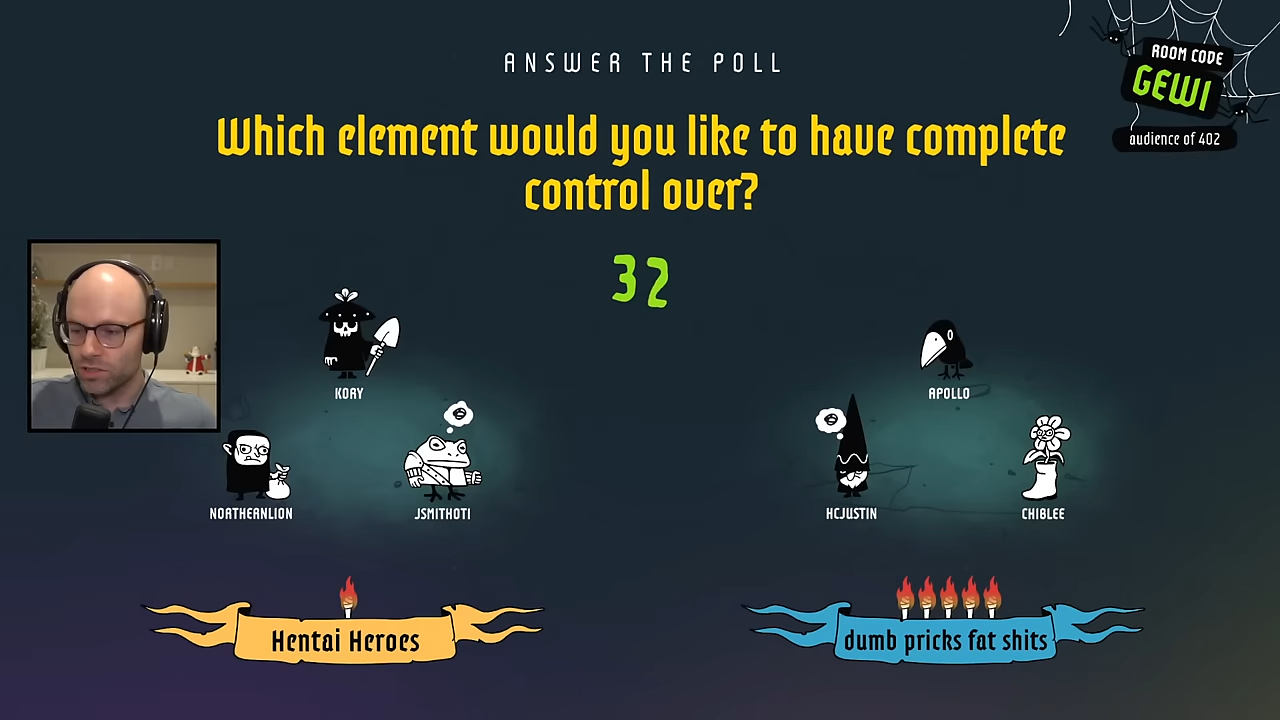 ANSWER THE POLL
ROOM CODE
GEWI
audience of 402
Which element would you like to have complete
control over?
32
KORY
APOLLO
NORTHERNLION
JSMITHOTI
HCJUSTIN
CHIBLEE
Hentai Heroes
dumb pricks fat shits